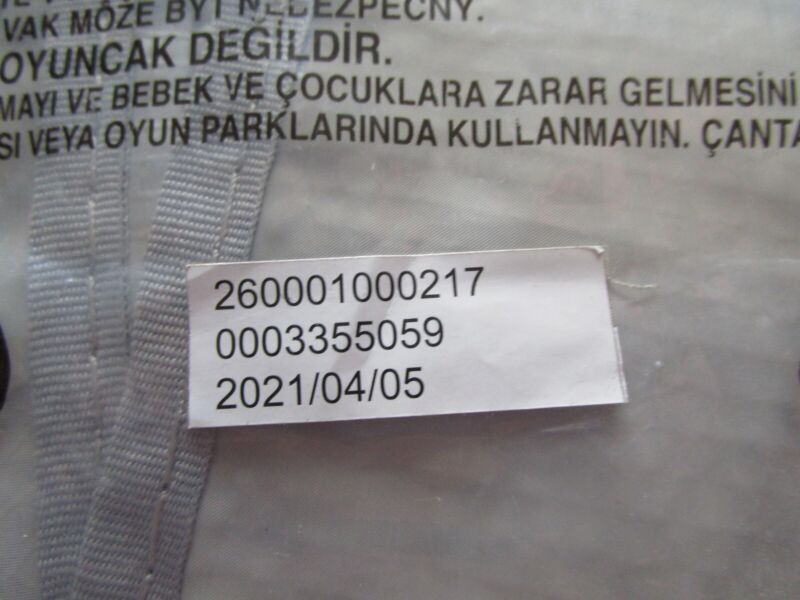 VAK MÔŽE BYŤ NEBEZPEČNÝ.
OYUNCAK DEĞİLDİR.
MAYI VE BEBEK VE ÇOCUKLARA ZARAR GELMESİNİ
SI VEYA OYUN PARKLARINDA KULLANMAYIN. ÇANTA
260001000217
0003355059
2021/04/05